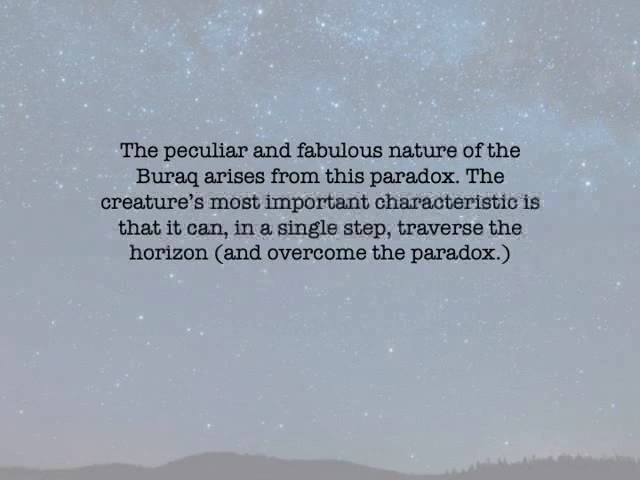 The peculiar and fabulous nature of the
Buraq arises from this paradox. The
creature's most important characteristic is
that it can, in a single step, traverse the
horizon (and overcome the paradox.)